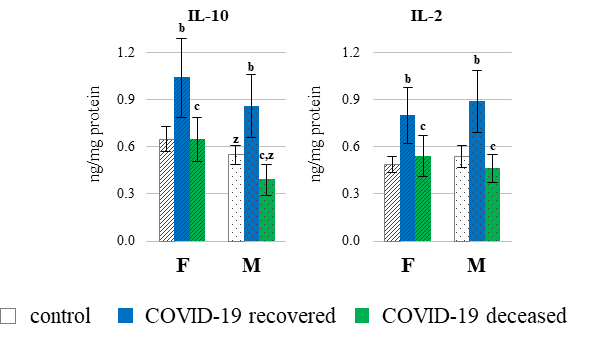 IL-10
IL-2
b
1.2
b
0.9
c
z
c,z
0.6
0.3
0.0
ng/mg protein
F
M
b
1.2
b
0.9
c
c
0.6
0.3
0.0
ng/mg protein
F
M
control
COVID-19 recovered
COVID-19 deceased